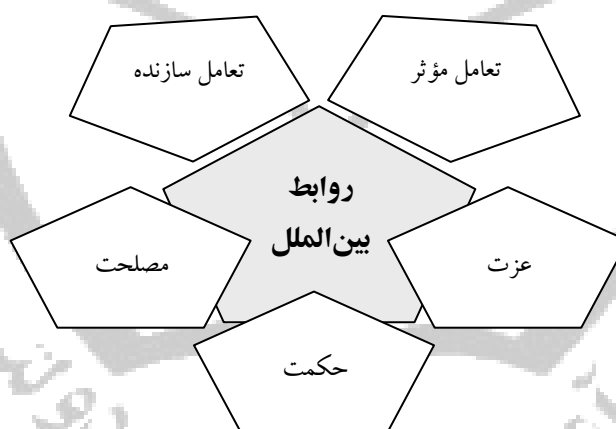 تعامل مؤثر
تعامل سازنده
روابط
بین‌الملل
عزت
مصلحت
حکمت